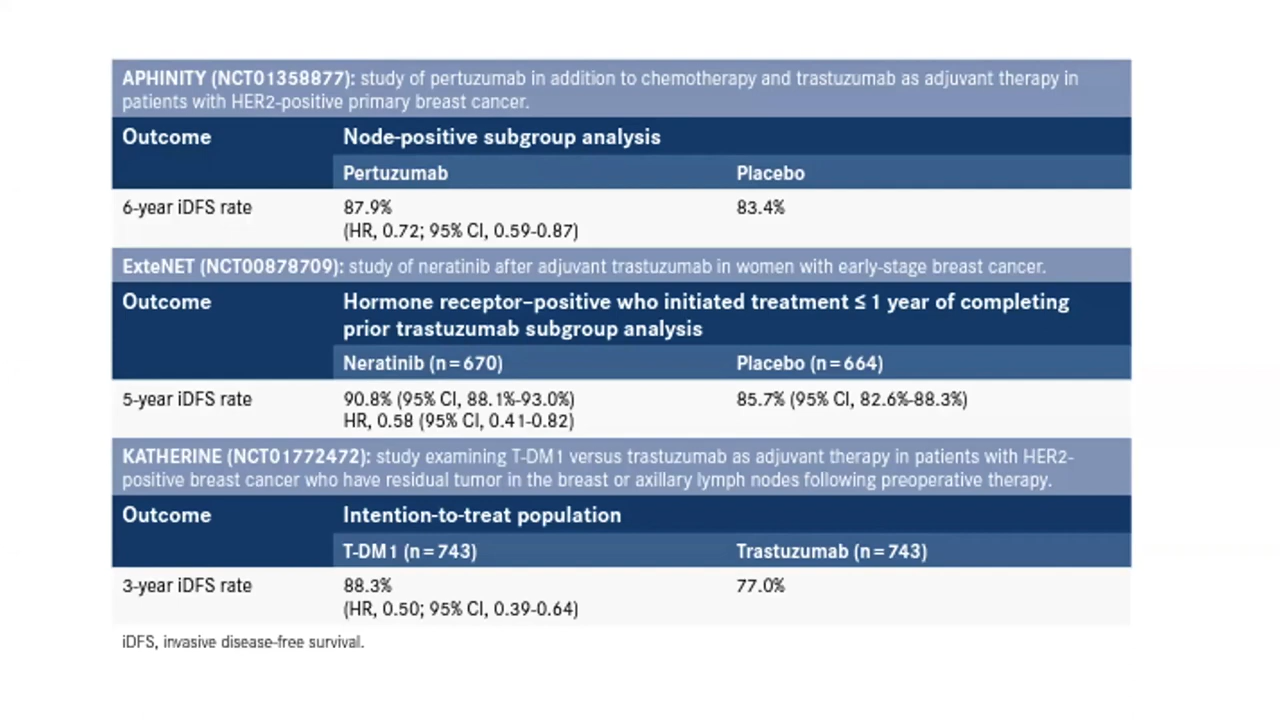 APHINITY (NCT01358877): study of pertuzumab in addition to chemotherapy and trastuzumab as adjuvant therapy in
patients with HER2-positive primary breast cancer.
Outcome
Node-positive subgroup analysis
Pertuzumab
Placebo
6-year iDFS rate
87.9%
83.4%
(HR, 0.72; 95% CI, 0.59-0.87)
ExteNET (NCT00878709): study of neratinib after adjuvant trastuzumab in women with early-stage breast cancer.
Outcome
Hormone receptor–positive who initiated treatment ≤ 1 year of completing
prior trastuzumab subgroup analysis
Neratinib (n = 670)
Placebo (n = 664)
5-year iDFS rate
90.8% (95% CI, 88.1%-93.0%)
85.7% (95% CI, 82.6%-88.3%)
HR, 0.58 (95% CI, 0.41-0.82)
KATHERINE (NCT01772472): study examining T-DM1 versus trastuzumab as adjuvant therapy in patients with HER2-
positive breast cancer who have residual tumor in the breast or axillary lymph nodes following preoperative therapy.
Outcome
Intention-to-treat population
T-DM1 (n = 743)
Trastuzumab (n = 743)
3-year iDFS rate
88.3%
77.0%
(HR, 0.50; 95% CI, 0.39-0.64)
iDFS, invasive disease-free survival.